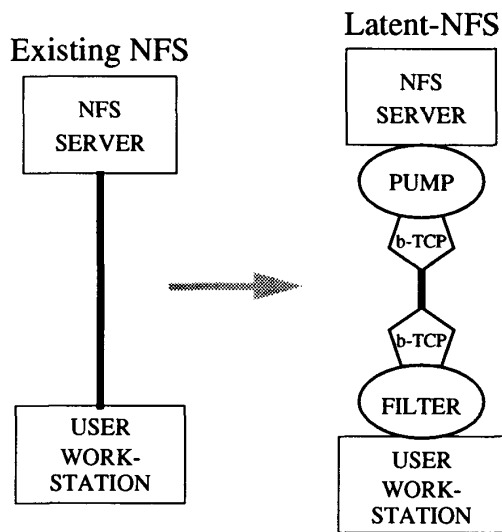 Existing NFS
NFS
SERVER
USER
WORK-
STATION
Latent-NFS
NFS
SERVER
PUMP
b-TCP
b-TCP
FILTER
USER
WORK-
STATION